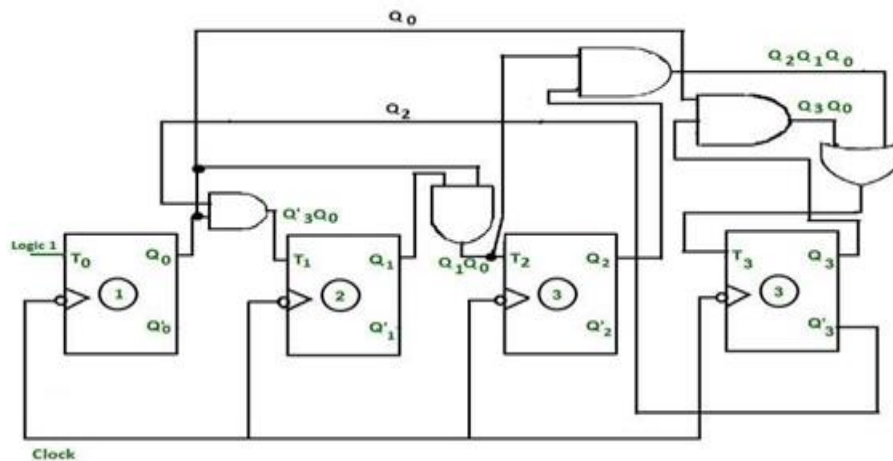 Q₀
Q₂Q₁Q₀
Q₂
Q₃Q₀
Q'₃Q₀
Logic 1
T₀
Q₀
1
Q'₀
T₁
Q₁
2
Q'₁
Q₁Q₀
T₂
Q₂
3
Q'₂
T₃
Q₃
3
Q'₃
Clock